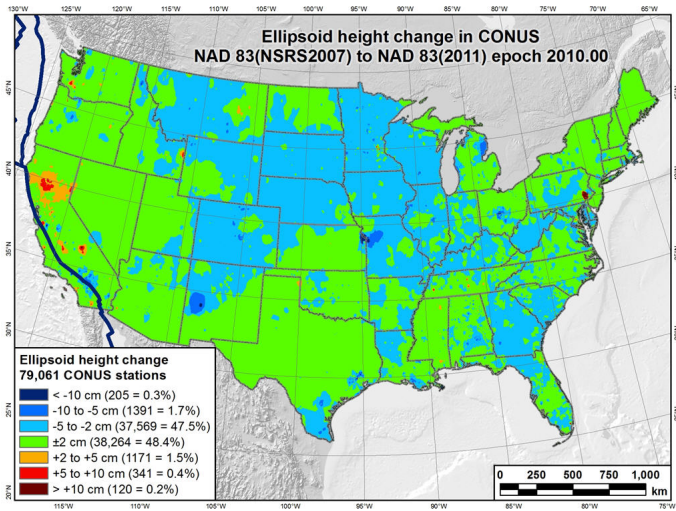 130°W 125°W 120°W 115°W 110°W 105°W 100°W 95°W 90°W 85°W 80°W 75°W 70°W 65°W
Ellipsoid height change in CONUS
NAD 83(NSRS2007) to NAD 83(2011) epoch 2010.00
45°N
40°N
35°N
30°N
25°N
20°N
Ellipsoid height change
79,061 CONUS stations
< -10 cm (205 = 0.3%)
-10 to -5 cm (1391 = 1.7%)
-5 to -2 cm (37,569 = 47.5%)
±2 cm (38,264 = 48.4%)
+2 to +5 cm (1171 = 1.5%)
+5 to +10 cm (341 = 0.4%)
> +10 cm (120 = 0.2%)
0 250 500 750 1,000
km
115°W 110°W 105°W 100°W 95°W 90°W 85°W 80°W 75°W